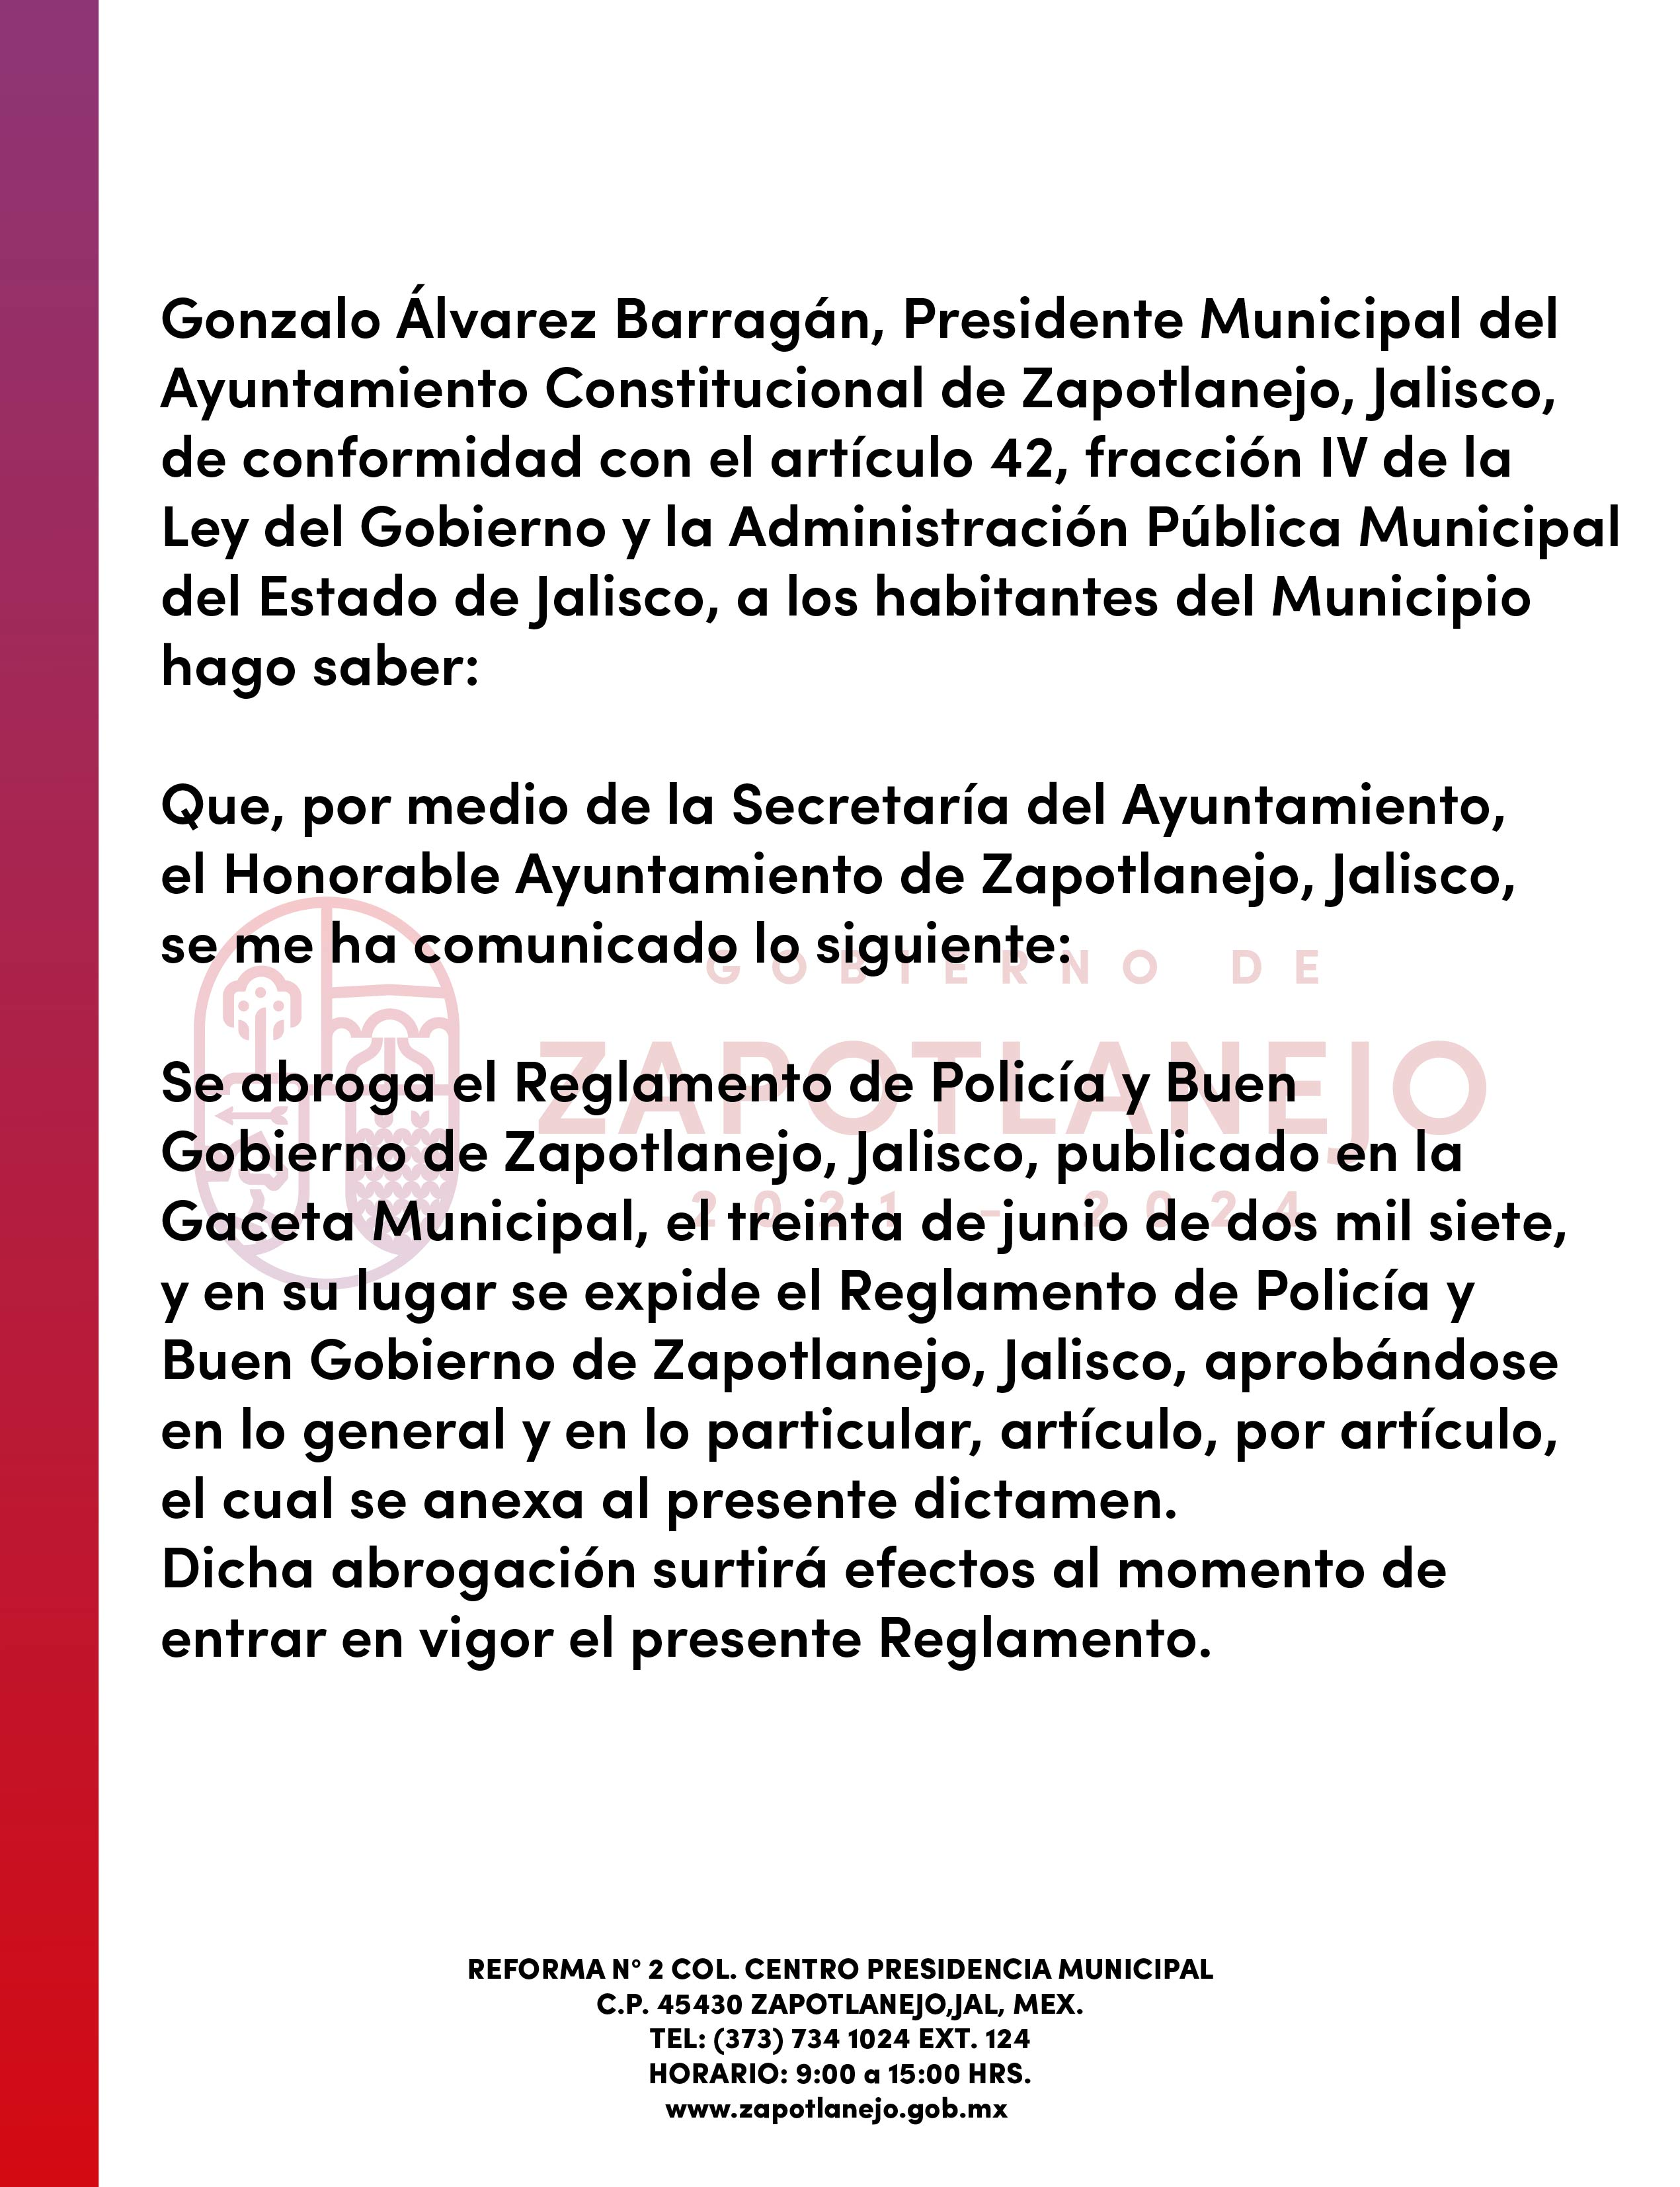 Gonzalo Álvarez Barragán, Presidente Municipal del
Ayuntamiento Constitucional de Zapotlanejo, Jalisco,
de conformidad con el artículo 42, fracción IV de la
Ley del Gobierno y la Administración Pública Municipal
del Estado de Jalisco, a los habitantes del Municipio
hago saber:
Que, por medio de la Secretaría del Ayuntamiento,
el Honorable Ayuntamiento de Zapotlanejo, Jalisco,
se me ha comunicado lo siguiente:
GOBIERNO DE
ZAPOTLANEJO
2021 - 2024
Se abroga el Reglamento de Policía y Buen
Gobierno de Zapotlanejo, Jalisco, publicado en la
Gaceta Municipal, el treinta de junio de dos mil siete,
y en su lugar se expide el Reglamento de Policía y
Buen Gobierno de Zapotlanejo, Jalisco, aprobándose
en lo general y en lo particular, artículo, por artículo,
el cual se anexa al presente dictamen.
Dicha abrogación surtirá efectos al momento de
entrar en vigor el presente Reglamento.
REFORMA N° 2 COL. CENTRO PRESIDENCIA MUNICIPAL
C.P. 45430 ZAPOTLANEJO,JAL, MEX.
TEL: (373) 734 1024 EXT. 124
HORARIO: 9:00 a 15:00 HRS.
www.zapotlanejo.gob.mx